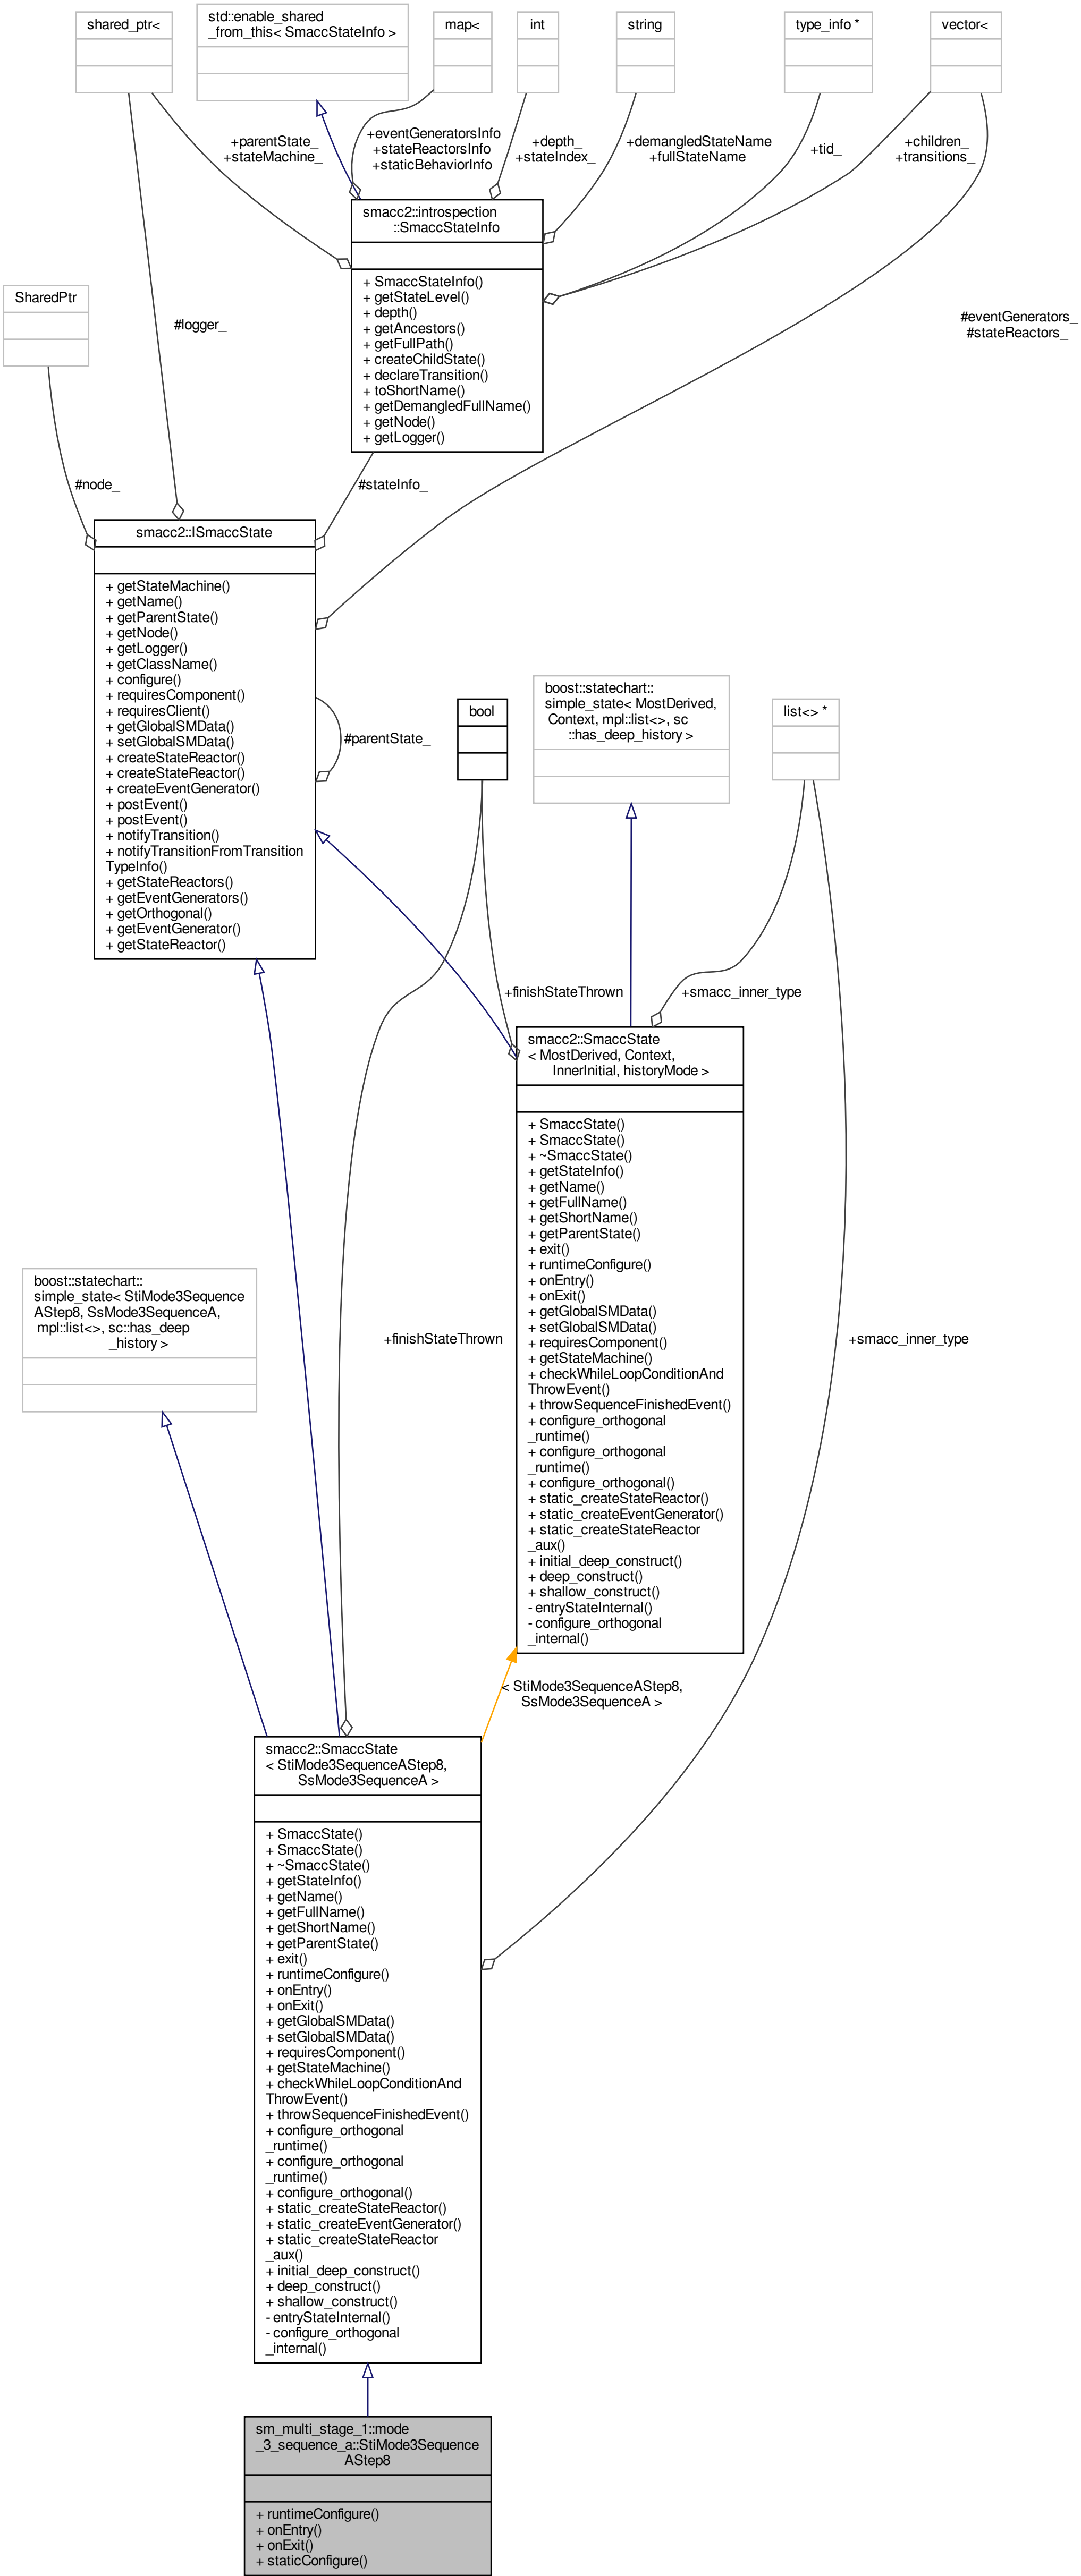 shared_ptr<
std::enable_shared
_from_this< SmaccStateInfo >
map<
int
string
type_info *
vector<
+parentState_
+stateMachine_
+eventGeneratorsInfo
+stateReactorsInfo
+staticBehaviorInfo
+depth_
+stateIndex_
+demangledStateName
+fullStateName
+tid_
+children_
+transitions_
smacc2::introspection
::SmaccStateInfo
+ SmaccStateInfo()
+ getStateLevel()
+ depth()
+ getAncestors()
+ getFullPath()
+ createChildState()
+ declareTransition()
+ toShortName()
+ getDemangledFullName()
+ getNode()
+ getLogger()
SharedPtr
#logger_
#eventGenerators_
#stateReactors_
#node_
#stateInfo_
smacc2::ISmaccState
+ getStateMachine()
+ getName()
+ getParentState()
+ getNode()
+ getLogger()
+ getClassName()
+ configure()
+ requiresComponent()
+ requiresClient()
+ getGlobalSMData()
+ setGlobalSMData()
+ createStateReactor()
+ createStateReactor()
+ createEventGenerator()
+ postEvent()
+ postEvent()
+ notifyTransition()
+ notifyTransitionFromTransition
TypeInfo()
+ getStateReactors()
+ getEventGenerators()
+ getOrthogonal()
+ getEventGenerator()
+ getStateReactor()
#parentState_
bool
boost::statechart::
simple_state< MostDerived,
Context, mpl::list<>, sc
::has_deep_history >
list<> *
+finishStateThrown
+smacc_inner_type
smacc2::SmaccState
< MostDerived, Context,
InnerInitial, historyMode >
+ SmaccState()
+ SmaccState()
+ ~SmaccState()
+ getStateInfo()
+ getName()
+ getFullName()
+ getShortName()
+ getParentState()
+ exit()
+ runtimeConfigure()
+ onEntry()
+ onExit()
+ getGlobalSMData()
+ setGlobalSMData()
+ requiresComponent()
+ getStateMachine()
+ checkWhileLoopConditionAnd
ThrowEvent()
+ throwSequenceFinishedEvent()
+ configure_orthogonal
_runtime()
+ configure_orthogonal
_runtime()
+ configure_orthogonal()
+ static_createStateReactor()
+ static_createEventGenerator()
+ static_createStateReactor
_aux()
+ initial_deep_construct()
+ deep_construct()
+ shallow_construct()
- entryStateInternal()
- configure_orthogonal
_internal()
boost::statechart::
simple_state< StiMode3Sequence
AStep8, SsMode3SequenceA,
mpl::list<>, sc::has_deep
_history >
+finishStateThrown
+smacc_inner_type
< StiMode3SequenceAStep8,
SsMode3SequenceA >
smacc2::SmaccState
< StiMode3SequenceAStep8,
SsMode3SequenceA >
+ SmaccState()
+ SmaccState()
+ ~SmaccState()
+ getStateInfo()
+ getName()
+ getFullName()
+ getShortName()
+ getParentState()
+ exit()
+ runtimeConfigure()
+ onEntry()
+ onExit()
+ getGlobalSMData()
+ setGlobalSMData()
+ requiresComponent()
+ getStateMachine()
+ checkWhileLoopConditionAnd
ThrowEvent()
+ throwSequenceFinishedEvent()
+ configure_orthogonal
_runtime()
+ configure_orthogonal
_runtime()
+ configure_orthogonal()
+ static_createStateReactor()
+ static_createEventGenerator()
+ static_createStateReactor
_aux()
+ initial_deep_construct()
+ deep_construct()
+ shallow_construct()
- entryStateInternal()
- configure_orthogonal
_internal()
sm_multi_stage_1::mode
_3_sequence_a::StiMode3Sequence
AStep8
+ runtimeConfigure()
+ onEntry()
+ onExit()
+ staticConfigure()